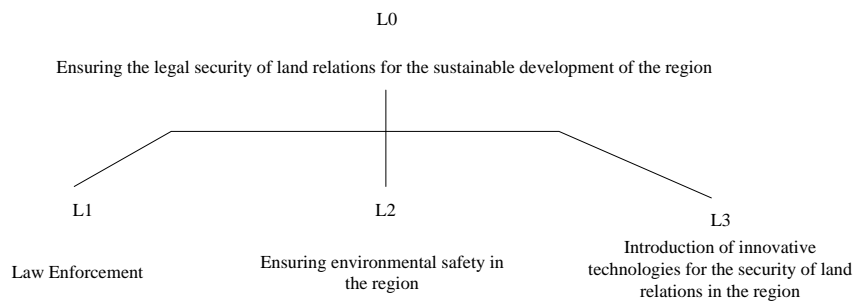 L0
Ensuring the legal security of land relations for the sustainable development of the region
L1
L2
L3
Law Enforcement
Ensuring environmental safety in
the region
Introduction of innovative
technologies for the security of land
relations in the region